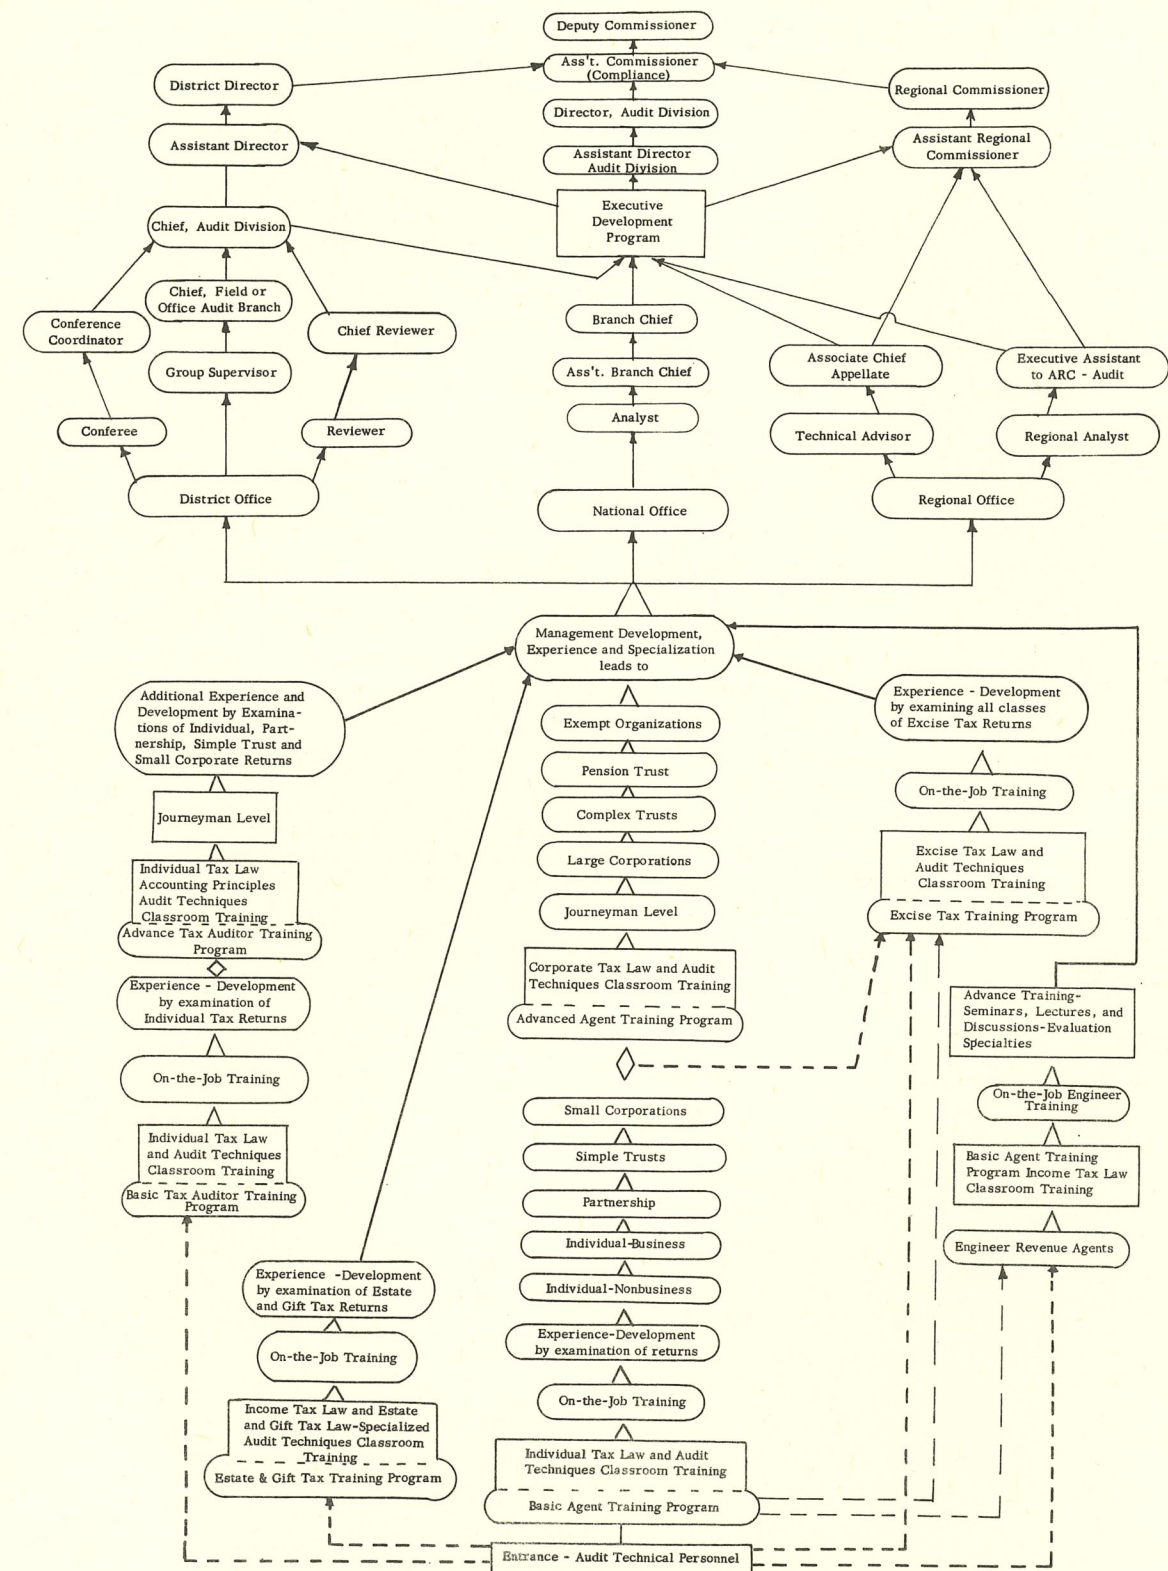 Deputy Commissioner
Ass't. Commissioner
(Compliance)
District Director
Regional Commissioner
Director, Audit Division
Assistant Director
Assistant Regional
Commissioner
Assistant Director
Audit Division
Executive
Development
Program
Chief, Audit Division
Chief, Field or
Office Audit Branch
Conference
Coordinator
Chief Reviewer
Branch Chief
Associate Chief
Appellate
Executive Assistant
to ARC - Audit
Group Supervisor
Ass't. Branch Chief
Conferee
Reviewer
Analyst
Technical Advisor
Regional Analyst
District Office
National Office
Regional Office
Management Development,
Experience and Specialization
leads to
Additional Experience and
Development by Examina-
tions of Individual, Part-
nership, Simple Trust and
Small Corporate Returns
Journeyman Level
Individual Tax Law
Accounting Principles
Audit Techniques
Classroom Training
Advance Tax Auditor Training
Program
Experience - Development
by examination of
Individual Tax Returns
On-the-Job Training
Individual Tax Law
and Audit Techniques
Classroom Training
Basic Tax Auditor Training
Program
Experience -Development
by examination of Estate
and Gift Tax Returns
On-the-Job Training
Income Tax Law and Estate
and Gift Tax Law-Specialized
Audit Techniques Classroom
Training
Estate & Gift Tax Training Program
Exempt Organizations
Pension Trust
Complex Trusts
Large Corporations
Journeyman Level
Corporate Tax Law and Audit
Techniques Classroom Training
Advanced Agent Training Program
Small Corporations
Simple Trusts
Partnership
Individual-Business
Individual-Nonbusiness
Experience-Development
by examination of returns
On-the-Job Training
Individual Tax Law and Audit
Techniques Classroom Training
Basic Agent Training Program
Entrance - Audit Technical Personnel
Experience - Development
by examining all classes
of Excise Tax Returns
On-the-Job Training
Excise Tax Law and
Audit Techniques
Classroom Training
Excise Tax Training Program
Advance Training-
Seminars, Lectures, and
Discussions-Evaluation
Specialties
On-the-Job Engineer
Training
Basic Agent Training
Program Income Tax Law
Classroom Training
Engineer Revenue Agents